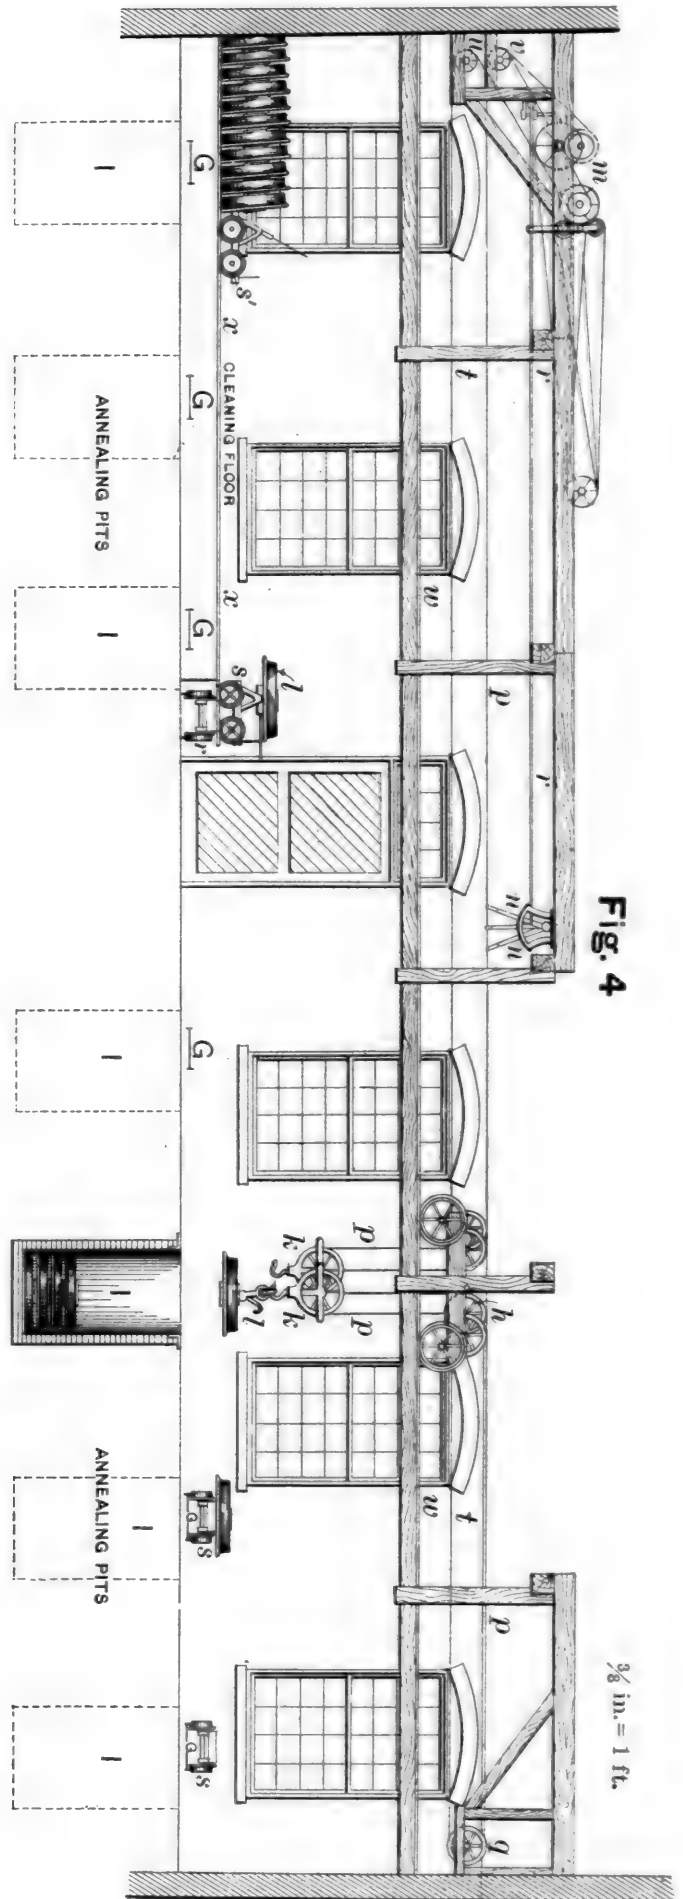 Fig. 4
3/8 in. = 1 ft.
u
v
m
t
r
p
r
n
n
h
t
p
q
w
w
p
p
k
k
l
l
s'
x
CLEANING FLOOR
x
s
r
G
G
G
G
G
S
G
S
I
I
I
I
I
I
I
ANNEALING PITS
ANNEALING PITS